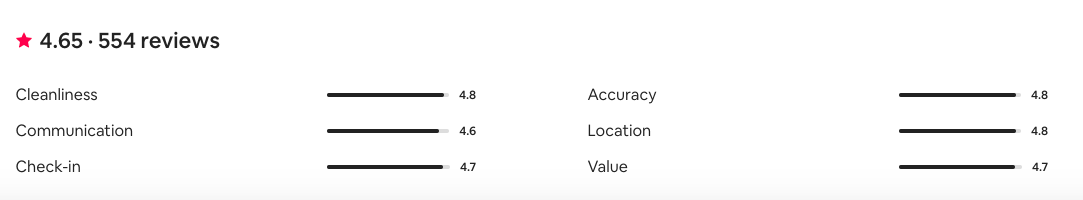 4.65 · 554 reviews
Cleanliness 4.8 Accuracy 4.8
Communication 4.6 Location 4.8
Check-in 4.7 Value 4.7